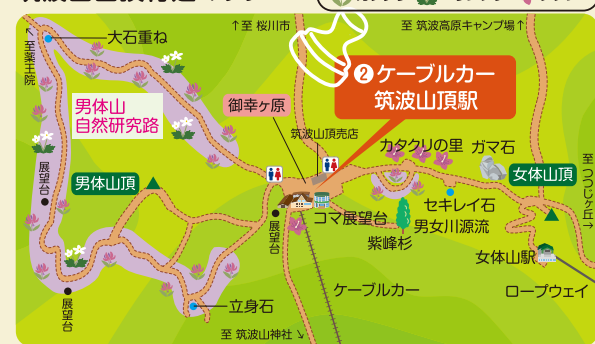 ↑至 桜川市
至 筑波高原キャンプ場↑
↖至薬王院
大石重ね
❷ケーブルカー
筑波山頂駅
男体山
自然研究路
御幸ヶ原
筑波山頂売店
カタクリの里
ガマ石
展望台
男体山頂
女体山頂
至 つつじヶ丘→
セキレイ石
コマ展望台
男女川源流
展望台
紫峰杉
女体山駅
展望台
立身石
ケーブルカー
ロープウェイ
至 筑波山神社↘